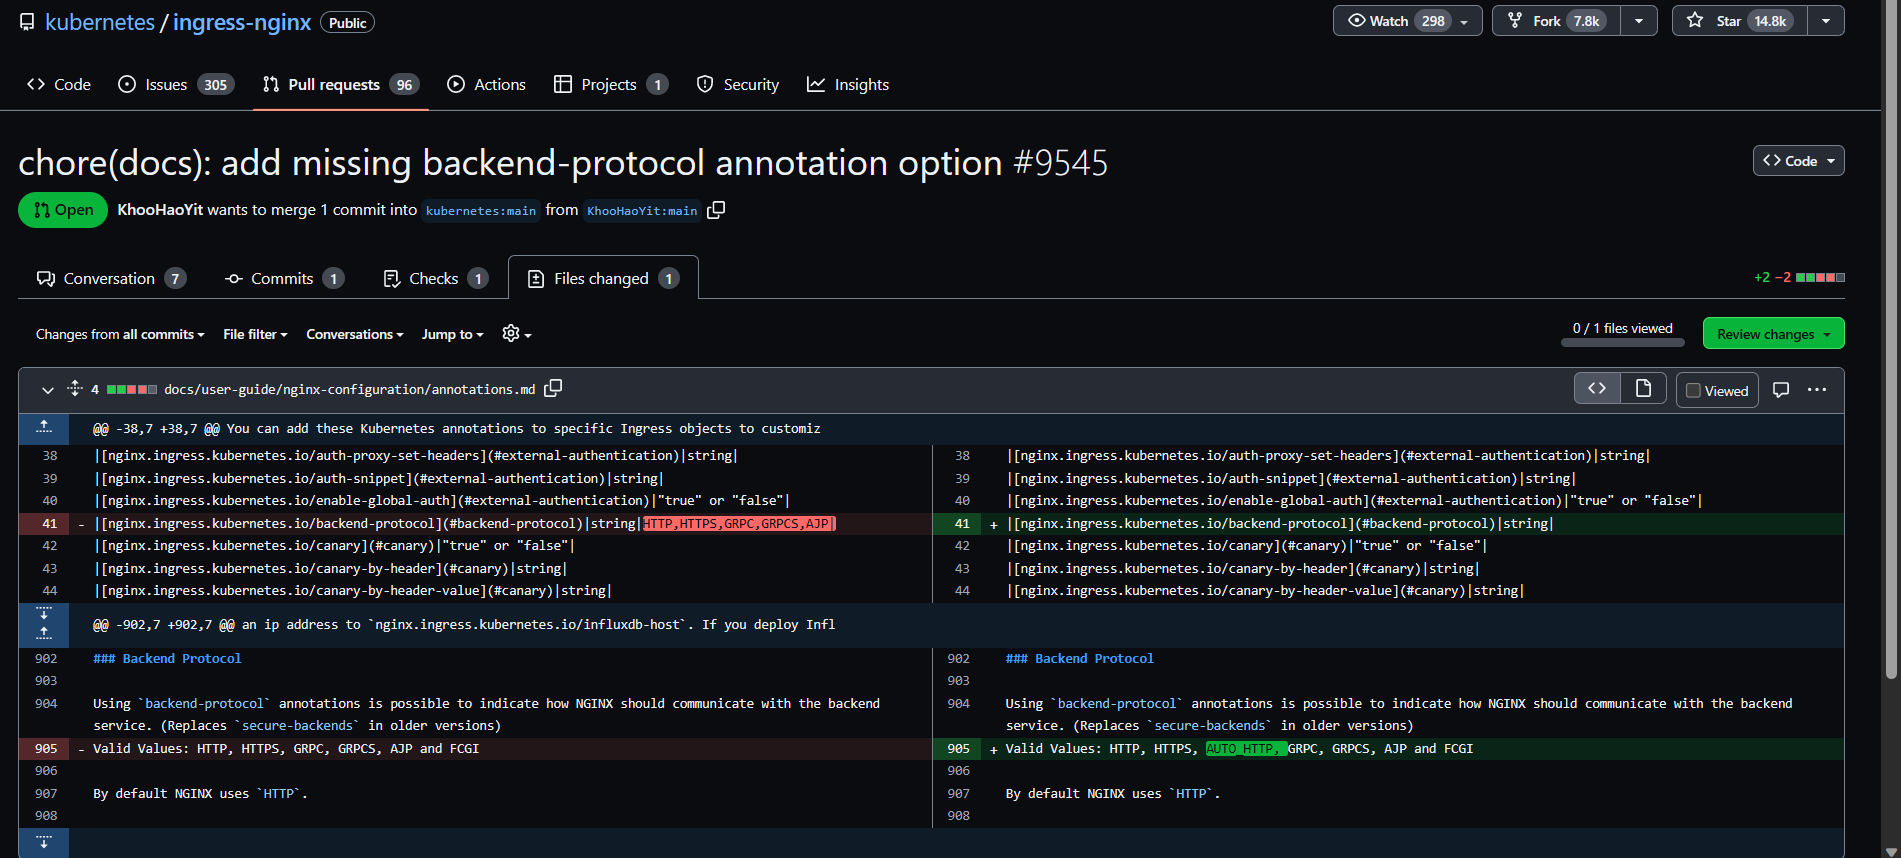 kubernetes / ingress-nginx Public
Watch 298 Fork 7.8k Star 14.8k
Code Issues 305 Pull requests 96 Actions Projects 1 Security Insights
chore(docs): add missing backend-protocol annotation option #9545
Code
Open KhooHaoYit wants to merge 1 commit into kubernetes:main from KhooHaoYit:main
Conversation 7 Commits 1 Checks 1 Files changed 1
+2 −2
Changes from all commits File filter Conversations Jump to
0 / 1 files viewed
Review changes
4 docs/user-guide/nginx-configuration/annotations.md
Viewed
@@ -38,7 +38,7 @@ You can add these Kubernetes annotations to specific Ingress objects to customiz
38 |[nginx.ingress.kubernetes.io/auth-proxy-set-headers](#external-authentication)|string|
39 |[nginx.ingress.kubernetes.io/auth-snippet](#external-authentication)|string|
40 |[nginx.ingress.kubernetes.io/enable-global-auth](#external-authentication)|"true" or "false"|
41 - |[nginx.ingress.kubernetes.io/backend-protocol](#backend-protocol)|string|HTTP,HTTPS,GRPC,GRPCS,AJP|
42 |[nginx.ingress.kubernetes.io/canary](#canary)|"true" or "false"|
43 |[nginx.ingress.kubernetes.io/canary-by-header](#canary)|string|
44 |[nginx.ingress.kubernetes.io/canary-by-header-value](#canary)|string|
38 |[nginx.ingress.kubernetes.io/auth-proxy-set-headers](#external-authentication)|string|
39 |[nginx.ingress.kubernetes.io/auth-snippet](#external-authentication)|string|
40 |[nginx.ingress.kubernetes.io/enable-global-auth](#external-authentication)|"true" or "false"|
41 + |[nginx.ingress.kubernetes.io/backend-protocol](#backend-protocol)|string|
42 |[nginx.ingress.kubernetes.io/canary](#canary)|"true" or "false"|
43 |[nginx.ingress.kubernetes.io/canary-by-header](#canary)|string|
44 |[nginx.ingress.kubernetes.io/canary-by-header-value](#canary)|string|
@@ -902,7 +902,7 @@ an ip address to `nginx.ingress.kubernetes.io/influxdb-host`. If you deploy Infl
902 ### Backend Protocol
903
904 Using `backend-protocol` annotations is possible to indicate how NGINX should communicate with the backend
service. (Replaces `secure-backends` in older versions)
905 - Valid Values: HTTP, HTTPS, GRPC, GRPCS, AJP and FCGI
906
907 By default NGINX uses `HTTP`.
908
902 ### Backend Protocol
903
904 Using `backend-protocol` annotations is possible to indicate how NGINX should communicate with the backend
service. (Replaces `secure-backends` in older versions)
905 + Valid Values: HTTP, HTTPS, AUTO_HTTP, GRPC, GRPCS, AJP and FCGI
906
907 By default NGINX uses `HTTP`.
908